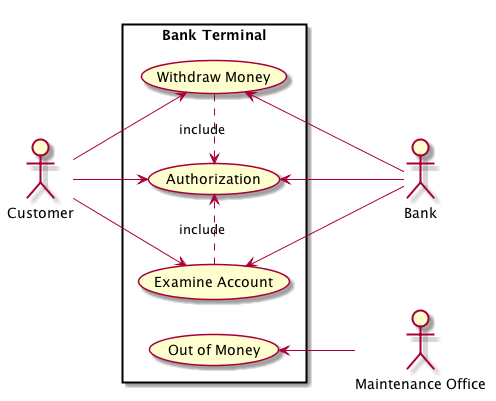 Bank Terminal
Withdraw Money
include
Authorization
Customer
Bank
include
Examine Account
Out of Money
Maintenance Office